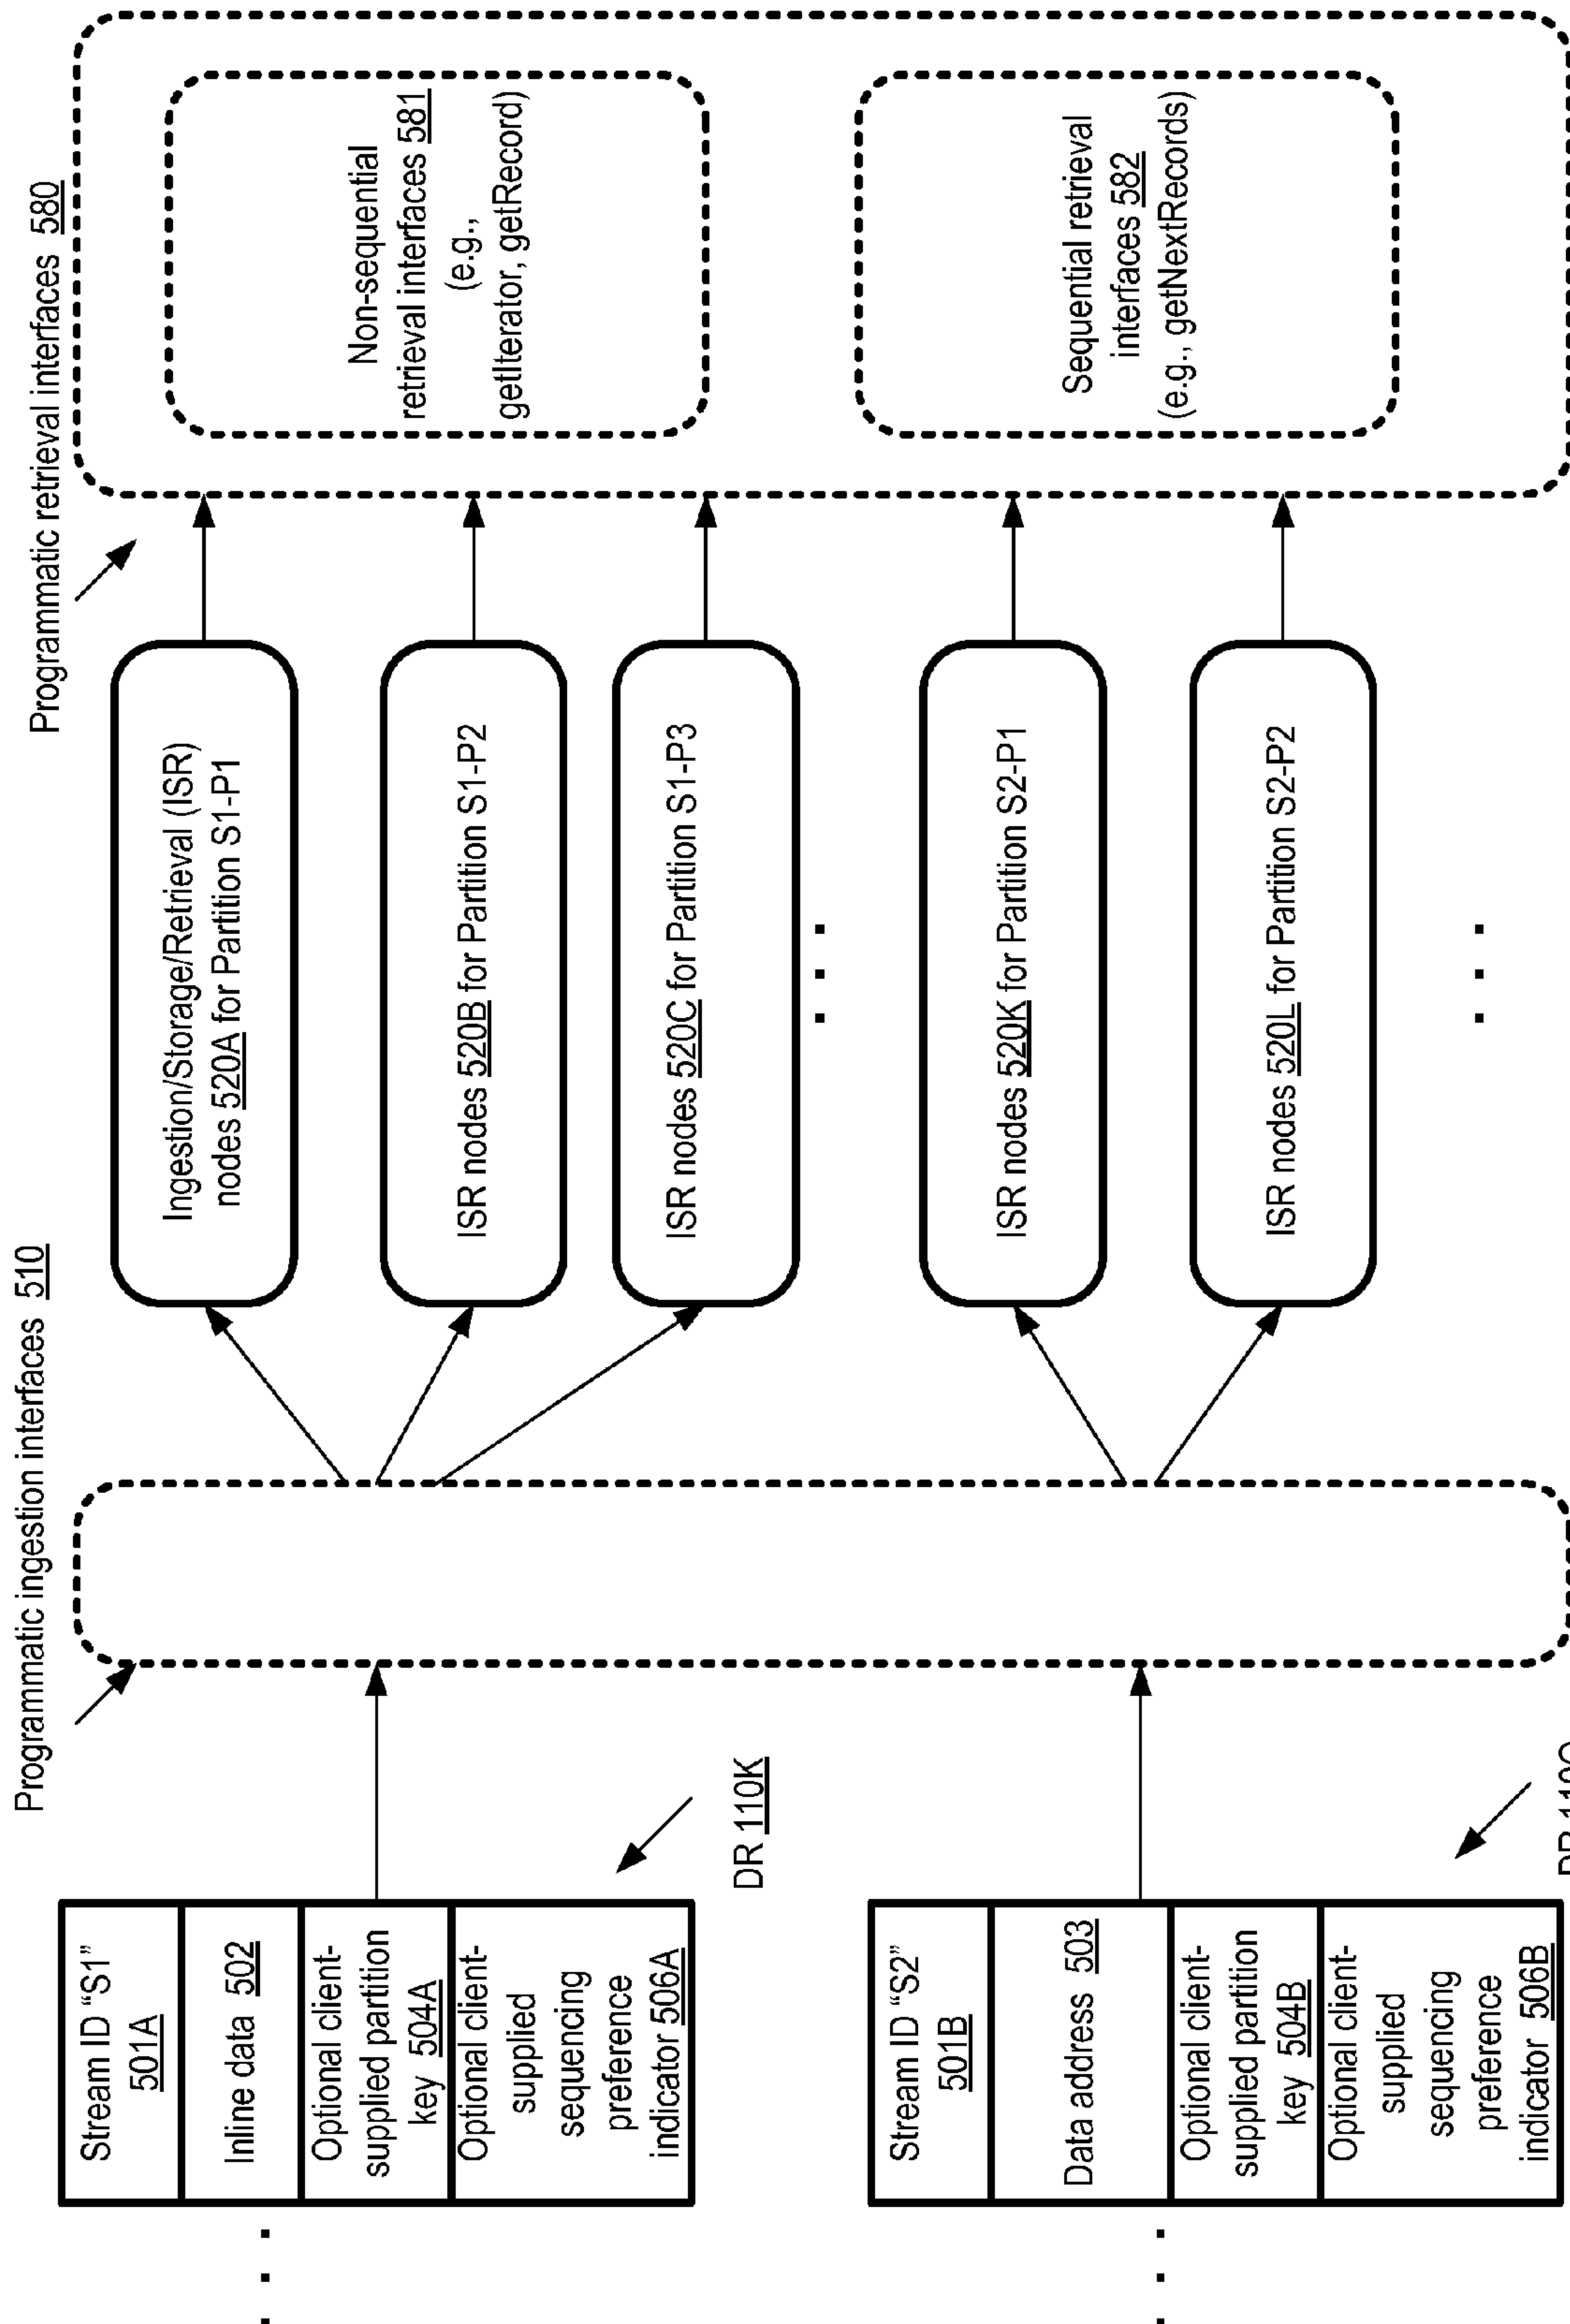 Programmatic ingestion interfaces 510
Programmatic retrieval interfaces 580
Stream ID “S1”
501A
Inline data 502
Optional client-
supplied partition
key 504A
Optional client-
supplied
sequencing
preference
indicator 506A
DR 110K
Ingestion/Storage/Retrieval (ISR)
nodes 520A for Partition S1-P1
ISR nodes 520B for Partition S1-P2
ISR nodes 520C for Partition S1-P3
Non-sequential
retrieval interfaces 581
(e.g.,
getIterator, getRecord)
Stream ID “S2”
501B
Data address 503
Optional client-
supplied partition
key 504B
Optional client-
supplied
sequencing
preference
indicator 506B
DR
ISR nodes 520K for Partition S2-P1
ISR nodes 520L for Partition S2-P2
Sequential retrieval
interfaces 582
(e.g., getNextRecords)